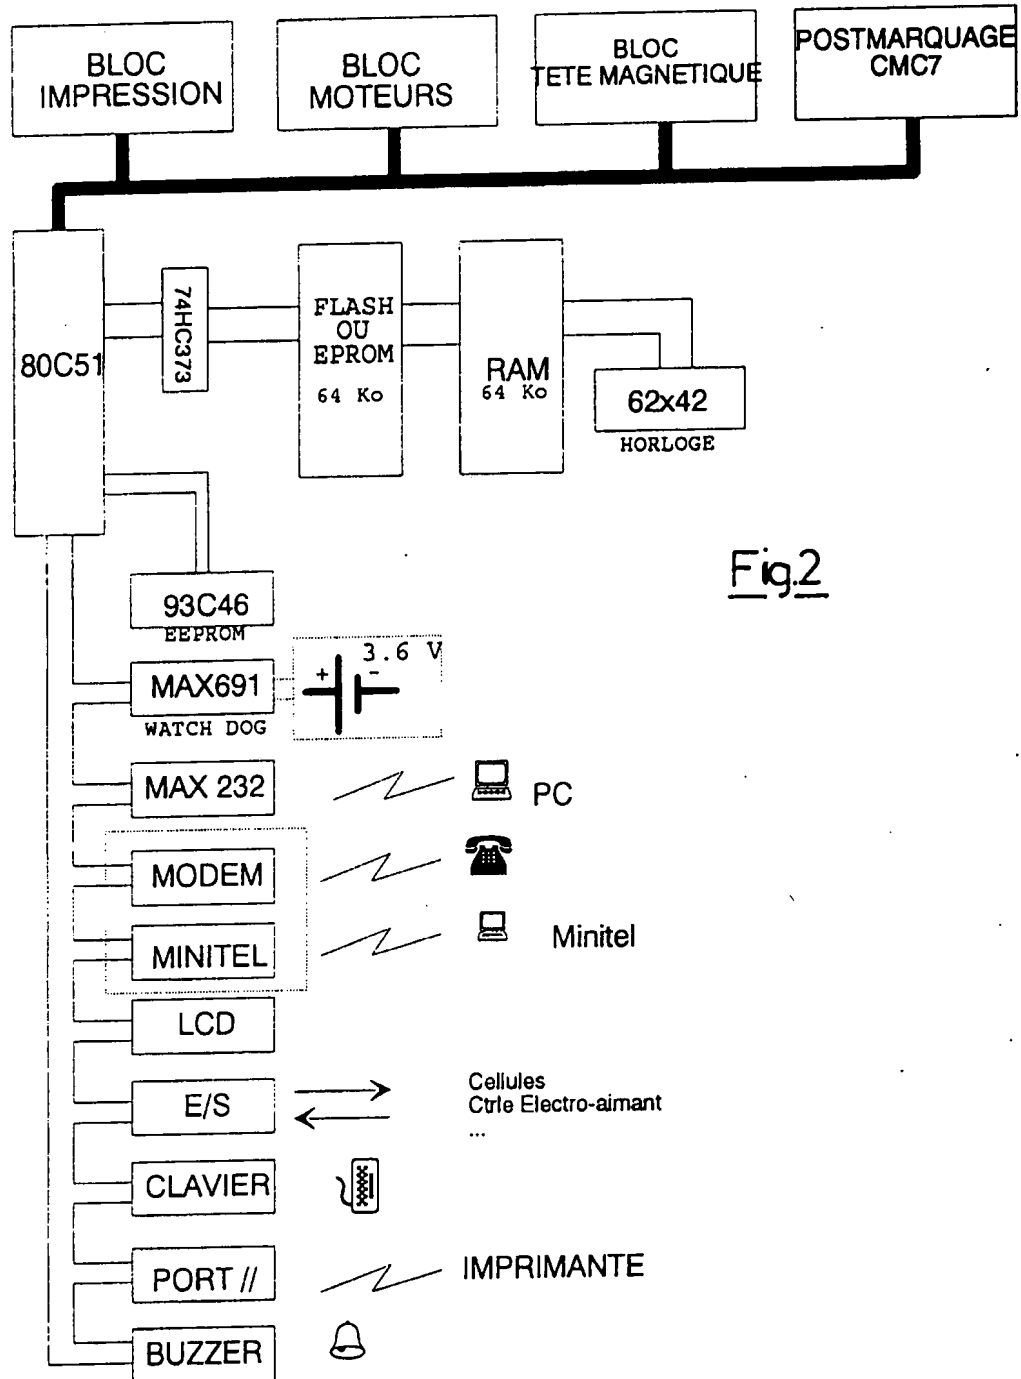 BLOC
IMPRESSION
BLOC
MOTEURS
BLOC
TETE MAGNETIQUE
POSTMARQUAGE
CMC7
80C51
74HC373
FLASH
OU
EPROM
64 Ko
RAM
64 Ko
62x42
HORLOGE
Fig.2
93C46
EEPROM
MAX691
WATCH DOG
3.6 V
+ -
MAX 232
PC
MODEM
MINITEL
Minitel
LCD
E/S
Cellules
Ctrle Electro-aimant
...
CLAVIER
PORT //
IMPRIMANTE
BUZZER